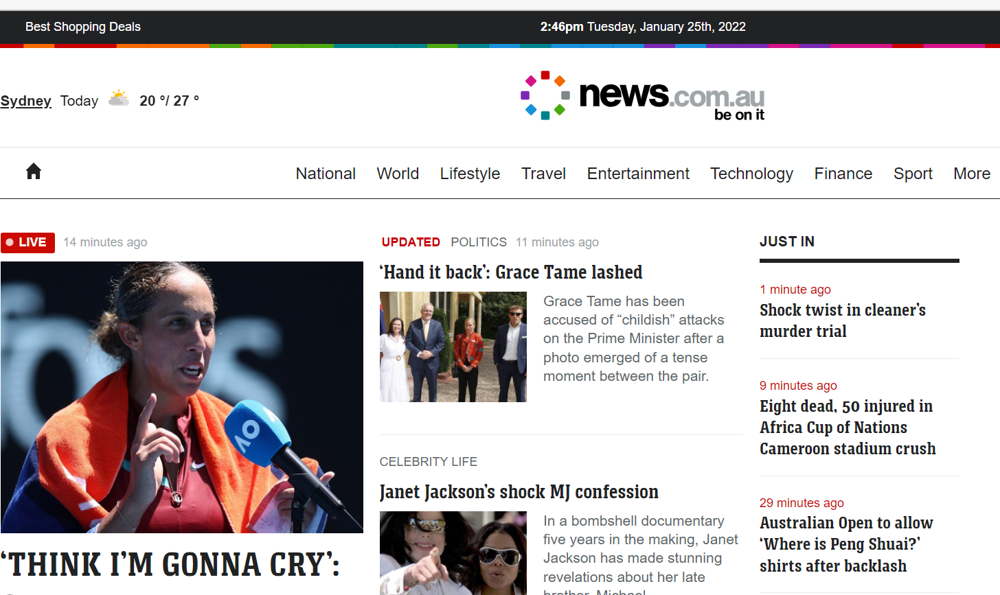 Best Shopping Deals
2:46pm Tuesday, January 25th, 2022
Sydney Today 20 °/ 27 °
news.com.au
be on it
National World Lifestyle Travel Entertainment Technology Finance Sport More
LIVE 14 minutes ago
AO
‘THINK I’M GONNA CRY’:
UPDATED POLITICS 11 minutes ago
‘Hand it back’: Grace Tame lashed
Grace Tame has been
accused of “childish” attacks
on the Prime Minister after a
photo emerged of a tense
moment between the pair.
CELEBRITY LIFE
Janet Jackson’s shock MJ confession
In a bombshell documentary
five years in the making, Janet
Jackson has made stunning
revelations about her late
brother, Michael
JUST IN
1 minute ago
Shock twist in cleaner’s
murder trial
9 minutes ago
Eight dead, 50 injured in
Africa Cup of Nations
Cameroon stadium crush
29 minutes ago
Australian Open to allow
‘Where is Peng Shuai?’
shirts after backlash